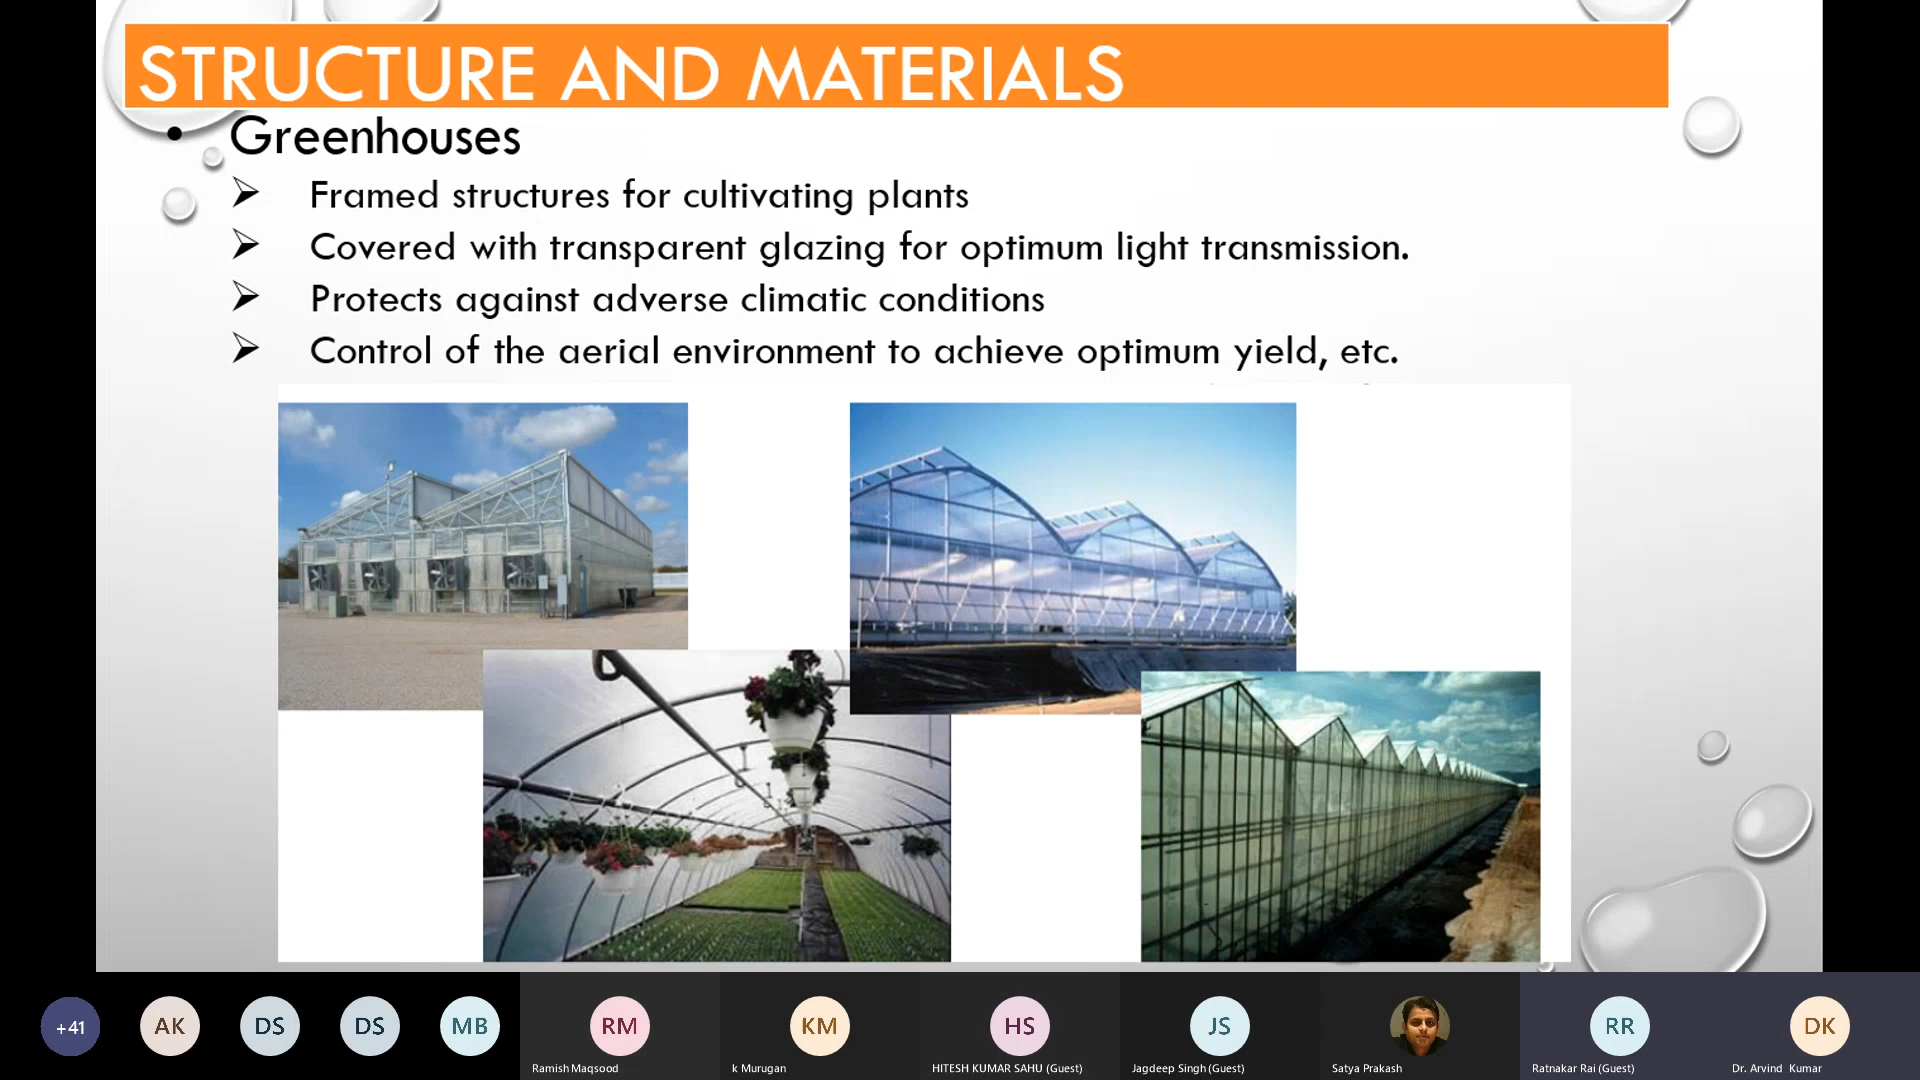 STRUCTURE AND MATERIALS
• Greenhouses
➢ Framed structures for cultivating plants
➢ Covered with transparent glazing for optimum light transmission.
➢ Protects against adverse climatic conditions
➢ Control of the aerial environment to achieve optimum yield, etc.
+41
AK
DS
DS
MB
RM
KM
HS
JS
RR
DK
Ramish Maqsood
k Murugan
HITESH KUMAR SAHU (Guest)
Jagdeep Singh (Guest)
Satya Prakash
Ratnakar Rai (Guest)
Dr. Arvind Kumar